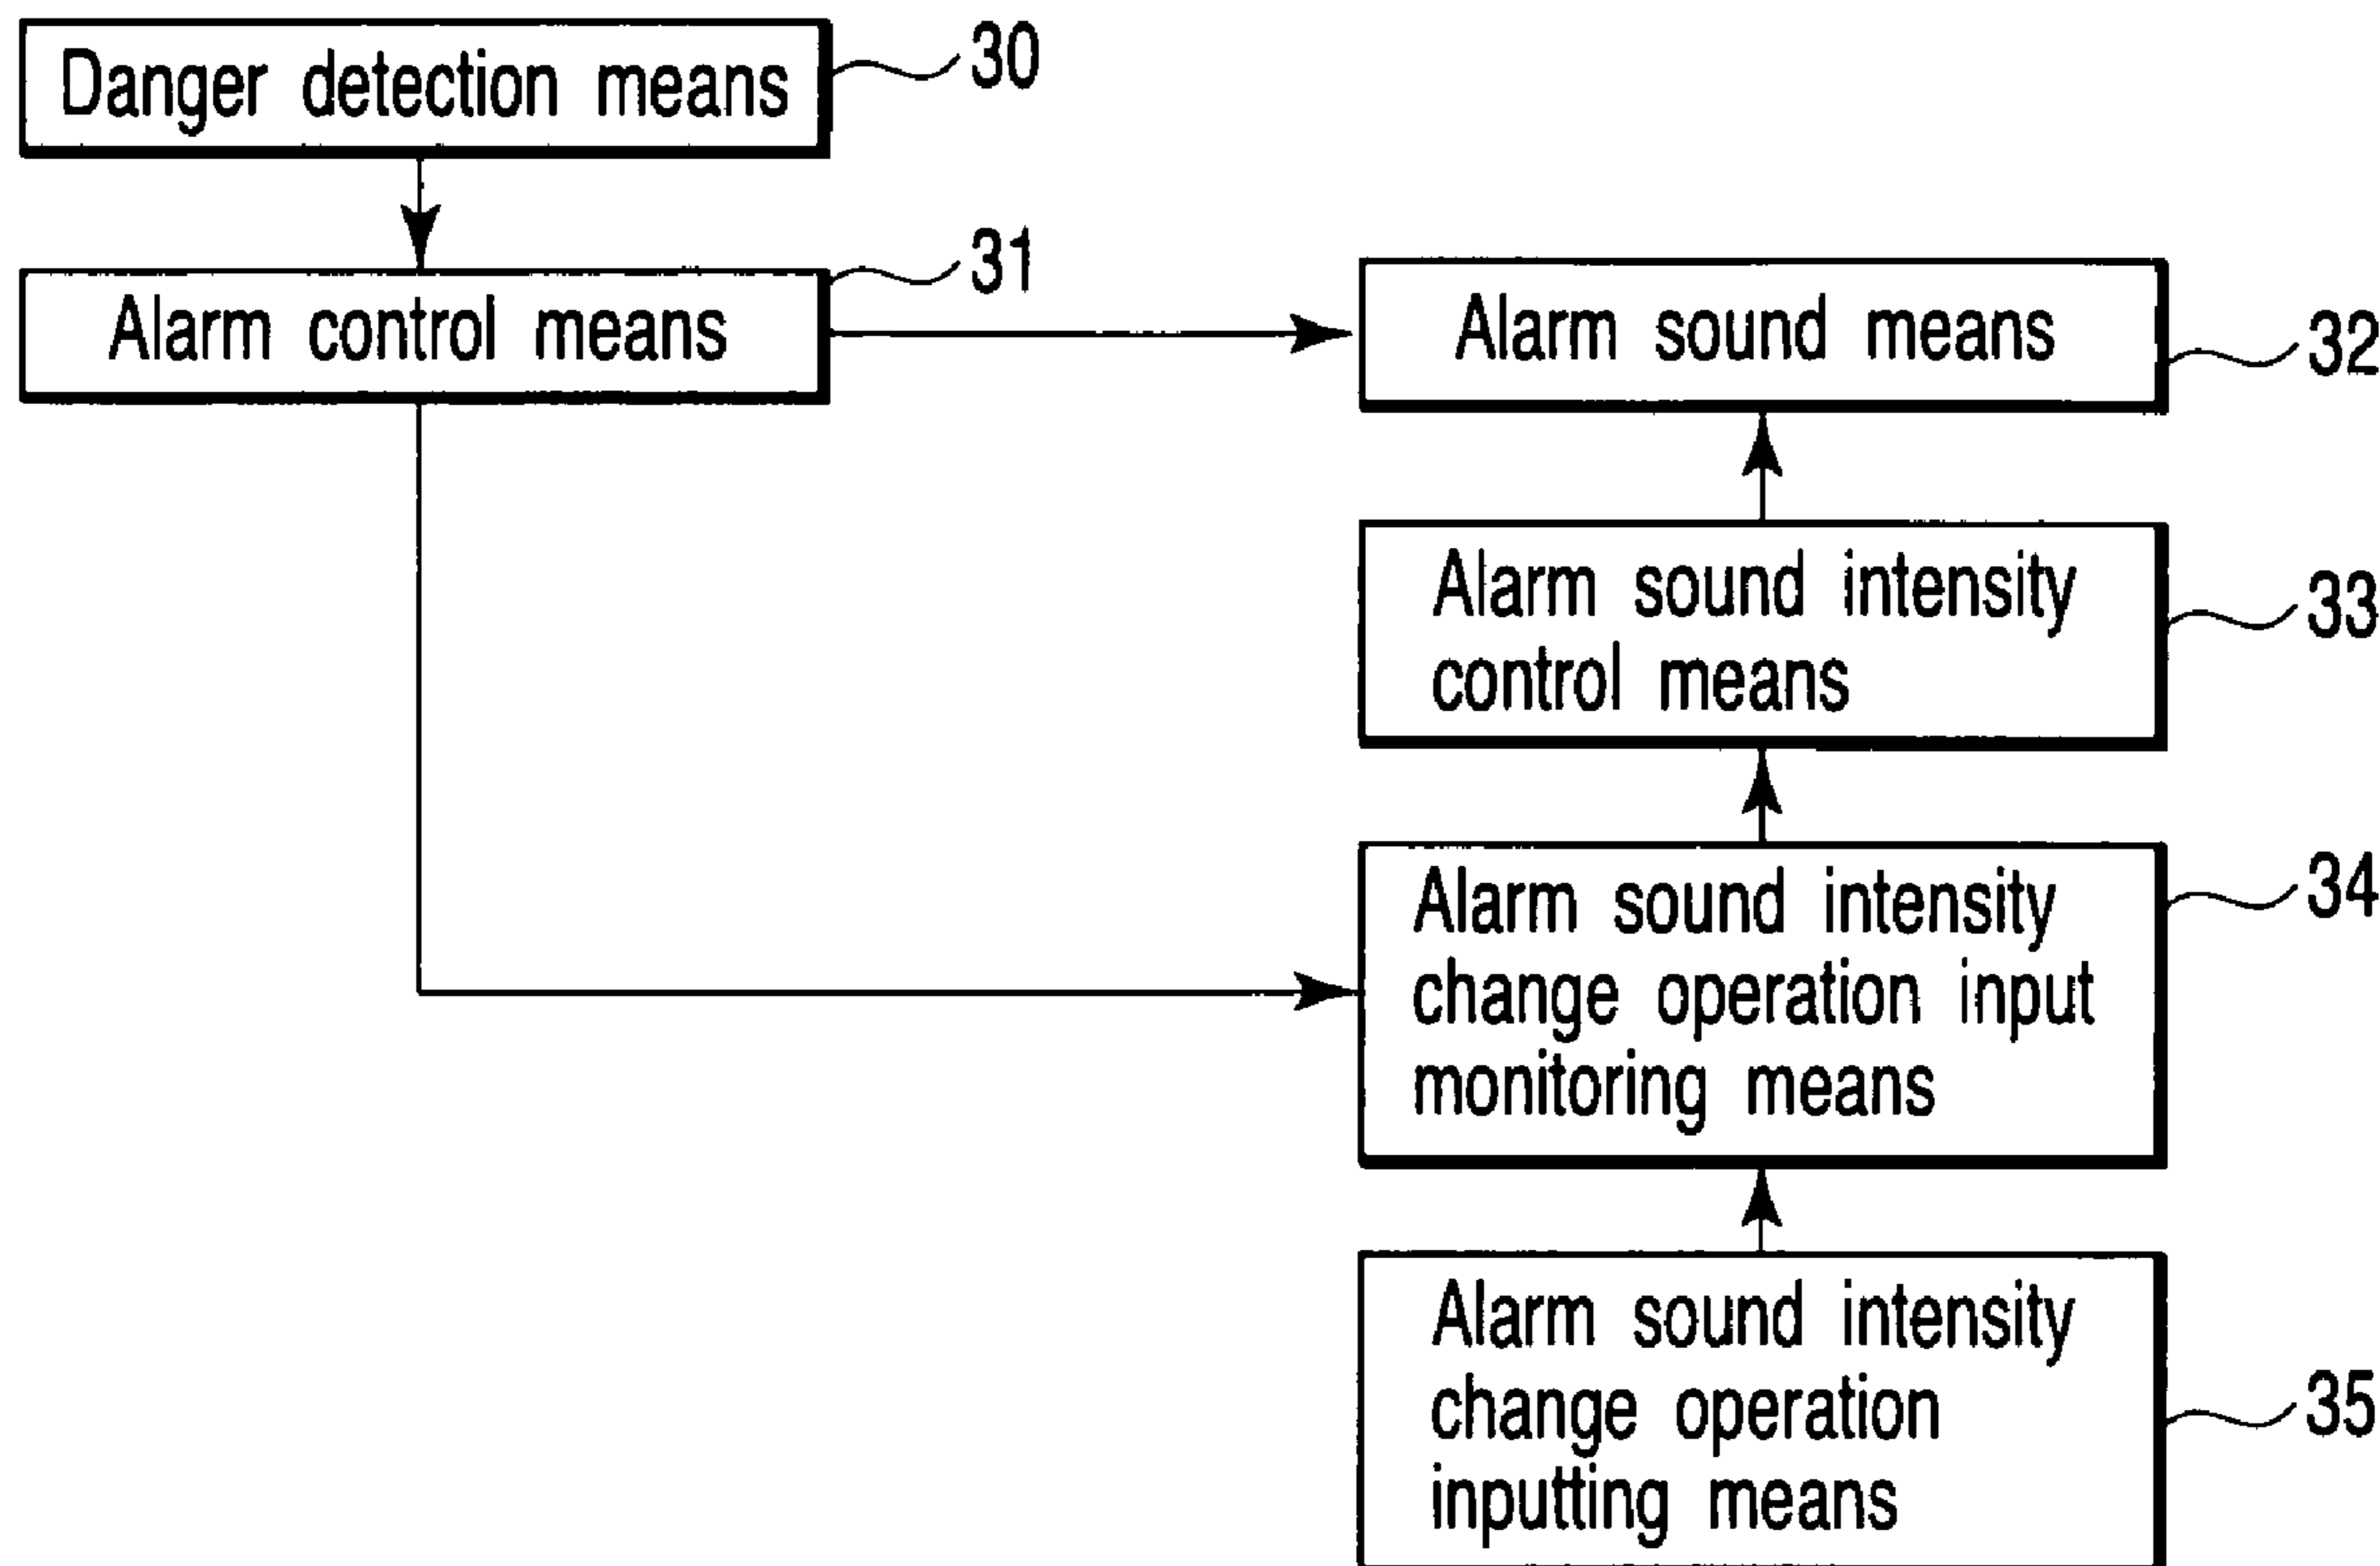 Danger detection means
30
Alarm control means
31
Alarm sound means
32
Alarm sound intensity
control means
33
Alarm sound intensity
change operation input
monitoring means
34
Alarm sound intensity
change operation
inputting means
35